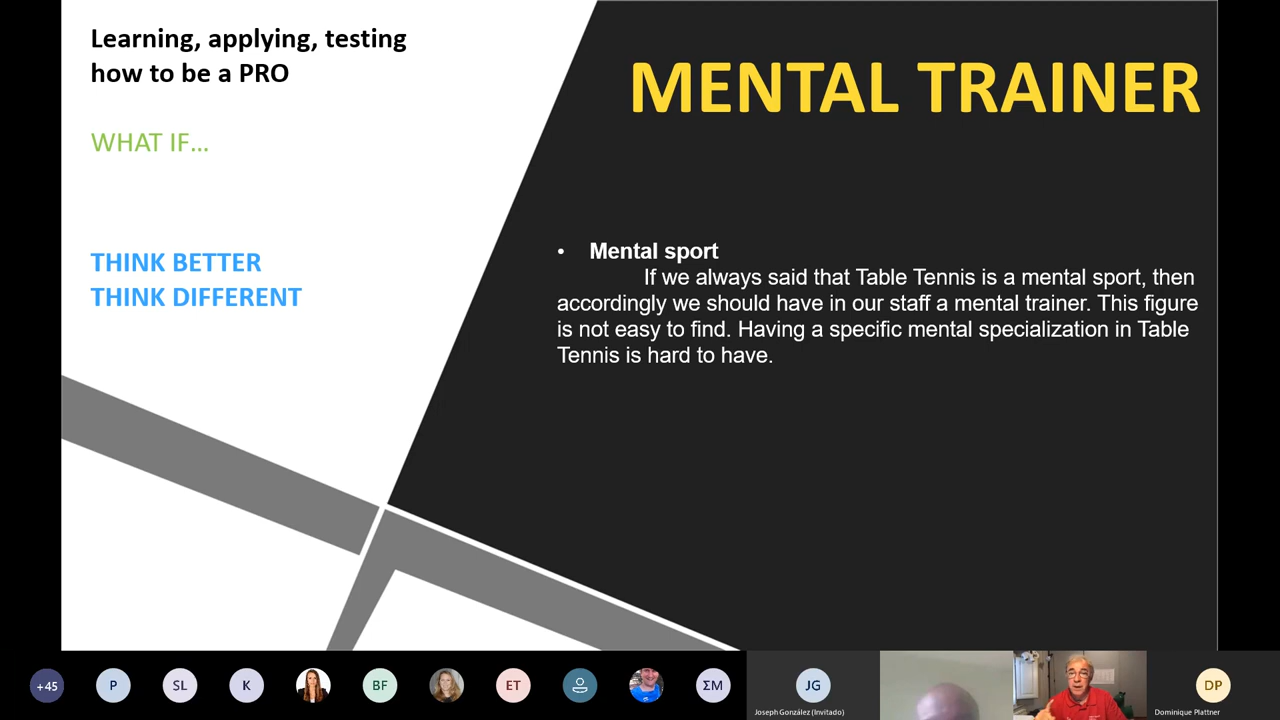 Learning, applying, testing
how to be a PRO
WHAT IF...
THINK BETTER
THINK DIFFERENT
MENTAL TRAINER
• Mental sport
If we always said that Table Tennis is a mental sport, then
accordingly we should have in our staff a mental trainer. This figure
is not easy to find. Having a specific mental specialization in Table
Tennis is hard to have.
+45
P
SL
K
BF
ET
ΣM
JG
Joseph González (Invitado)
DP
Dominique Plattner